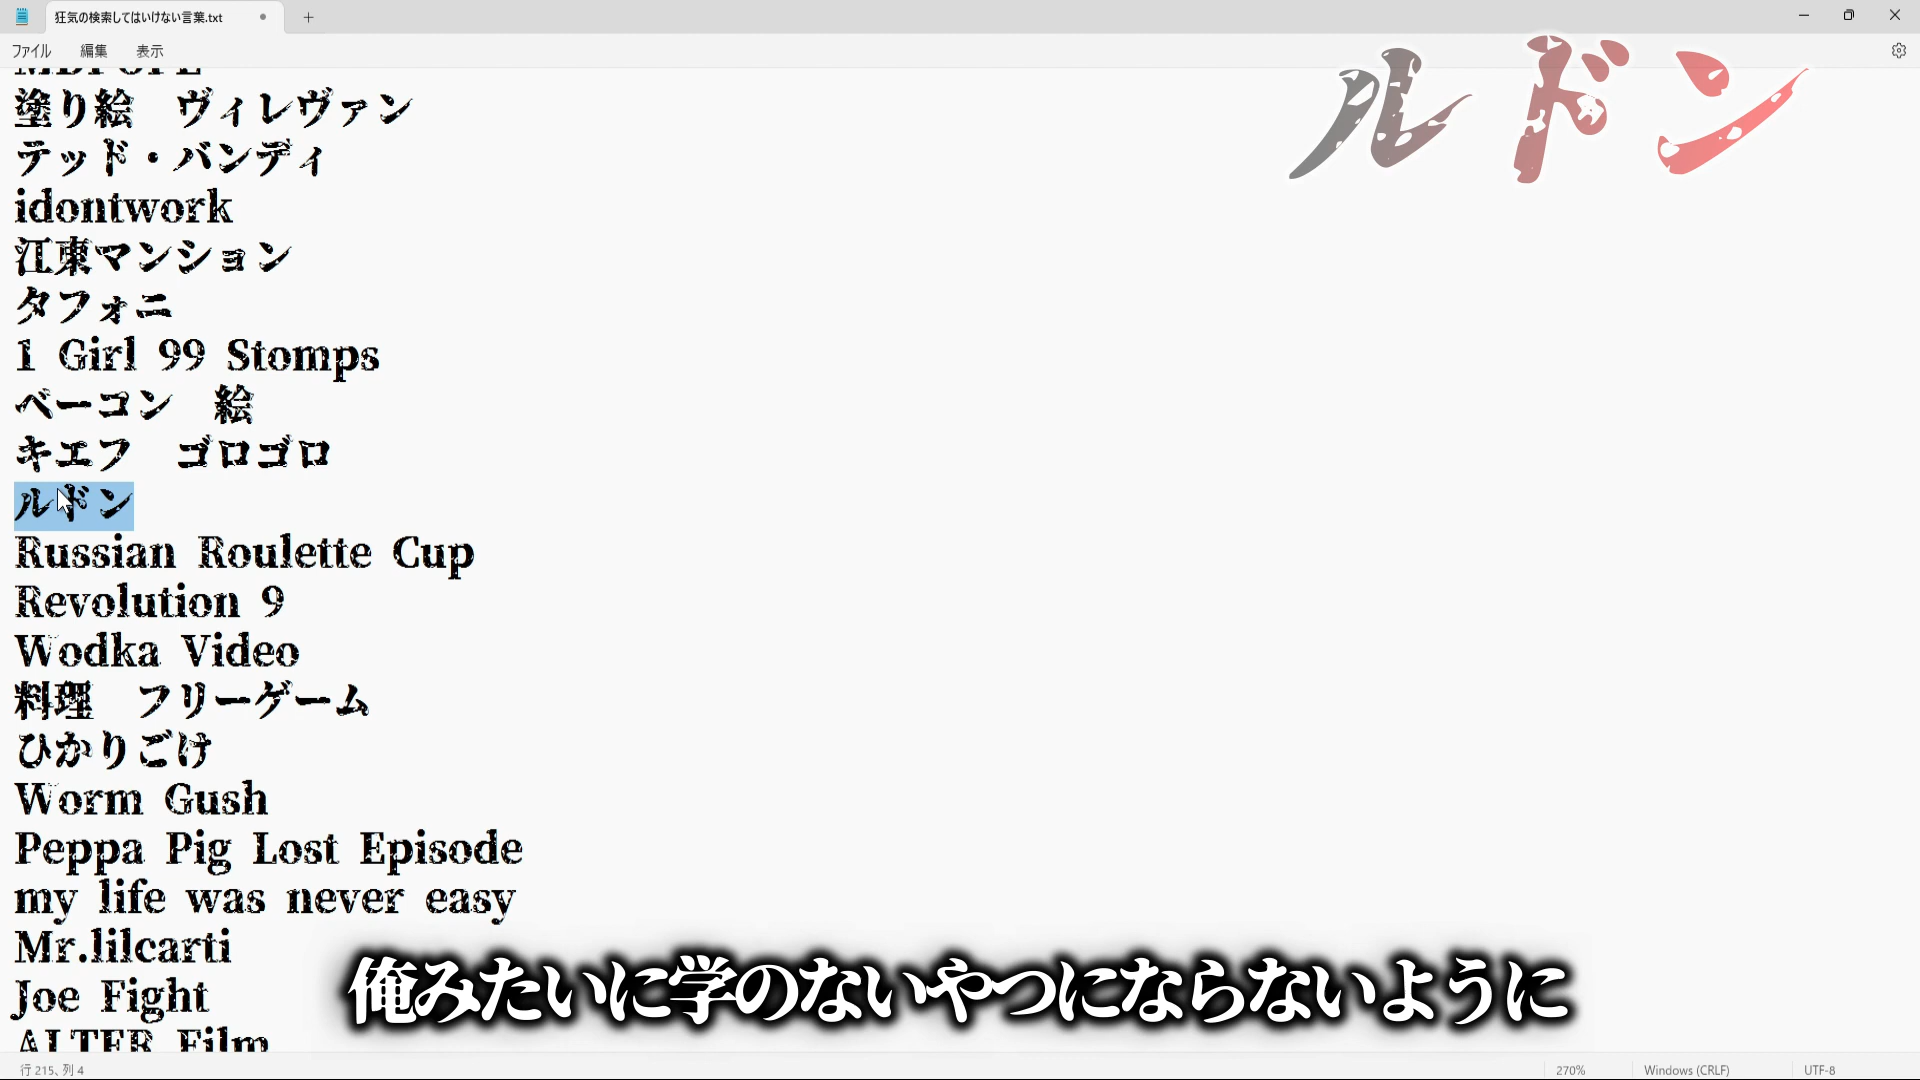 狂気の検索してはいけない言葉.txt
ファイル 編集 表示
ルドン
塗り絵 ヴィレヴァン
テッド・バンディ
idontwork
江東マンション
タフォニ
1 Girl 99 Stomps
ベーコン 絵
キエフ ゴロゴロ
ルドン
Russian Roulette Cup
Revolution 9
Wodka Video
料理 フリーゲーム
ひかりごけ
Worm Gush
Peppa Pig Lost Episode
my life was never easy
Mr.lilcarti
Joe Fight
ALTER Film
俺みたいに学のないやつにならないように
行 215、列 4 270% Windows (CRLF) UTF-8